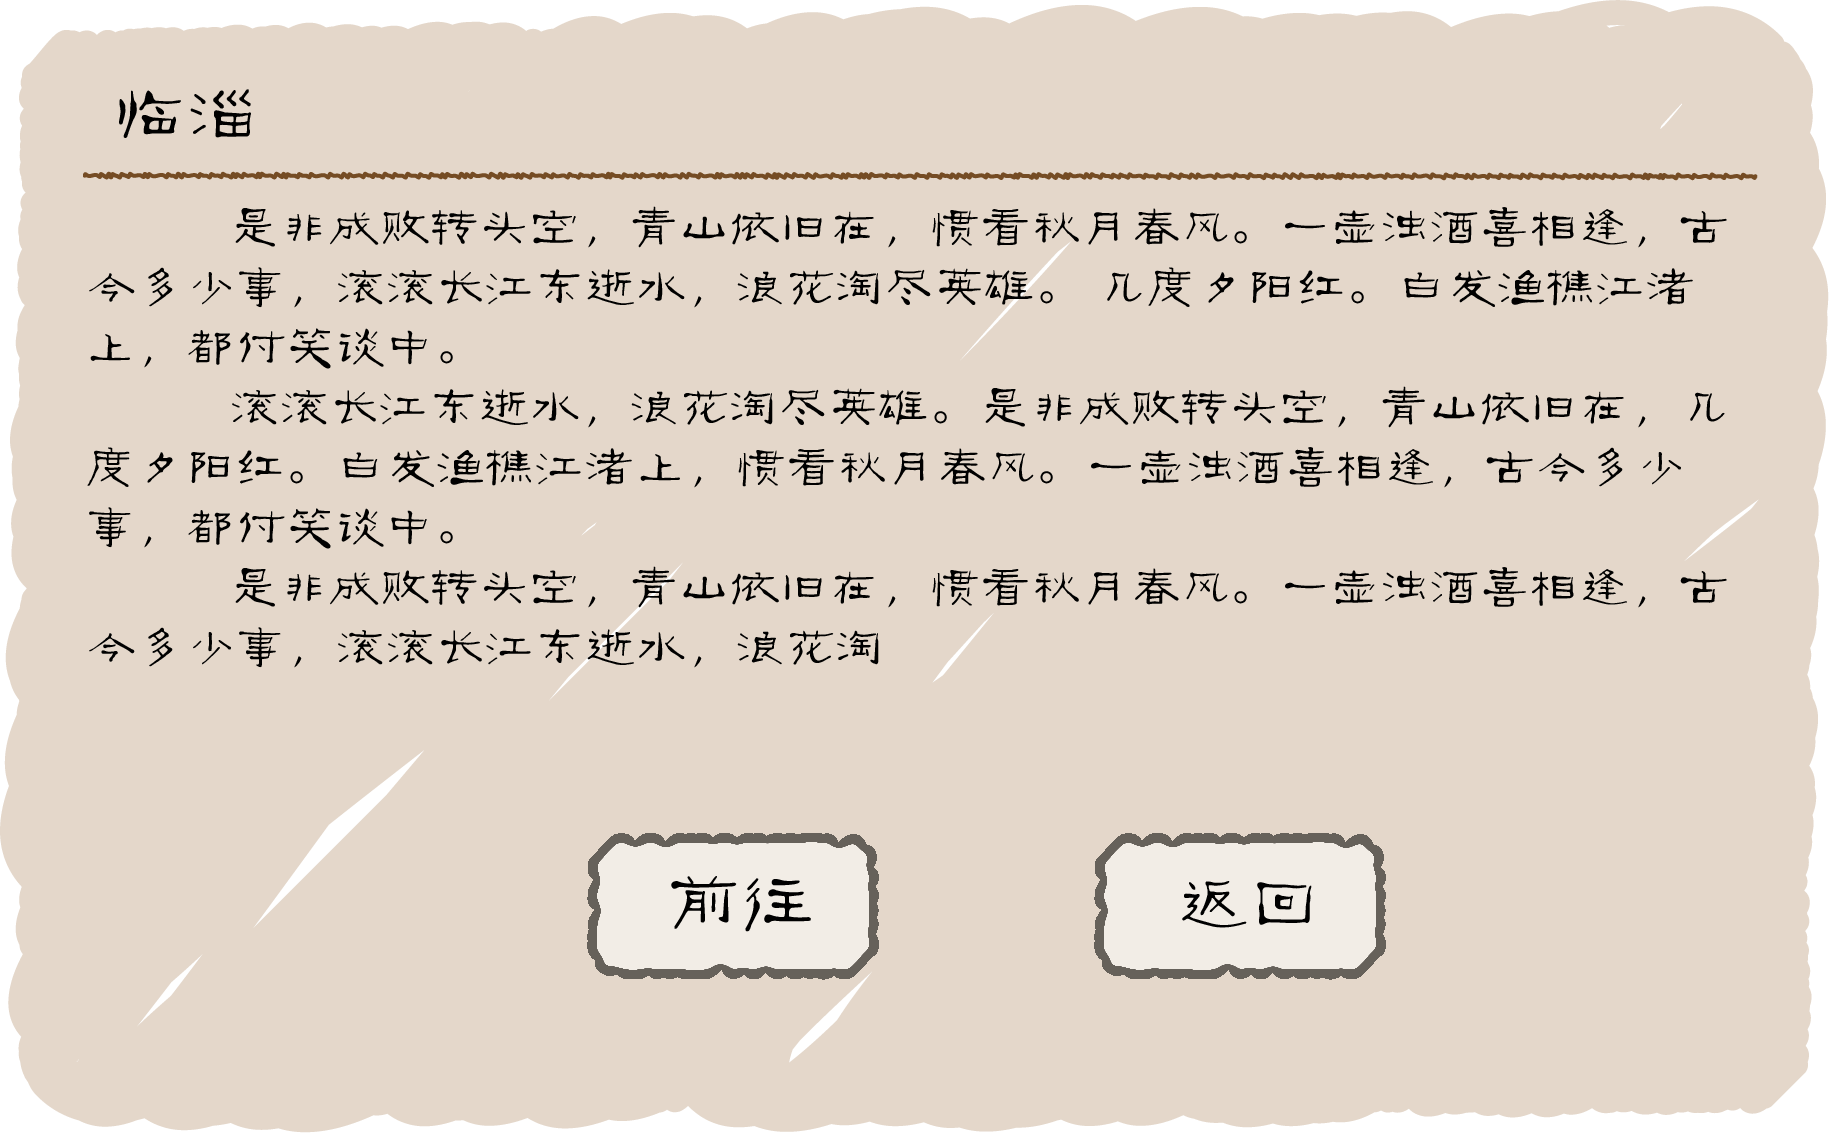 临淄
是非成败转头空，青山依旧在，惯看秋月春风。一壶浊酒喜相逢，古
今多少事，滚滚长江东逝水，浪花淘尽英雄。 几度夕阳红。白发渔樵江渚
上，都付笑谈中。
滚滚长江东逝水，浪花淘尽英雄。是非成败转头空，青山依旧在，几
度夕阳红。白发渔樵江渚上，惯看秋月春风。一壶浊酒喜相逢，古今多少
事，都付笑谈中。
是非成败转头空，青山依旧在，惯看秋月春风。一壶浊酒喜相逢，古
今多少事，滚滚长江东逝水，浪花淘
前往
返回